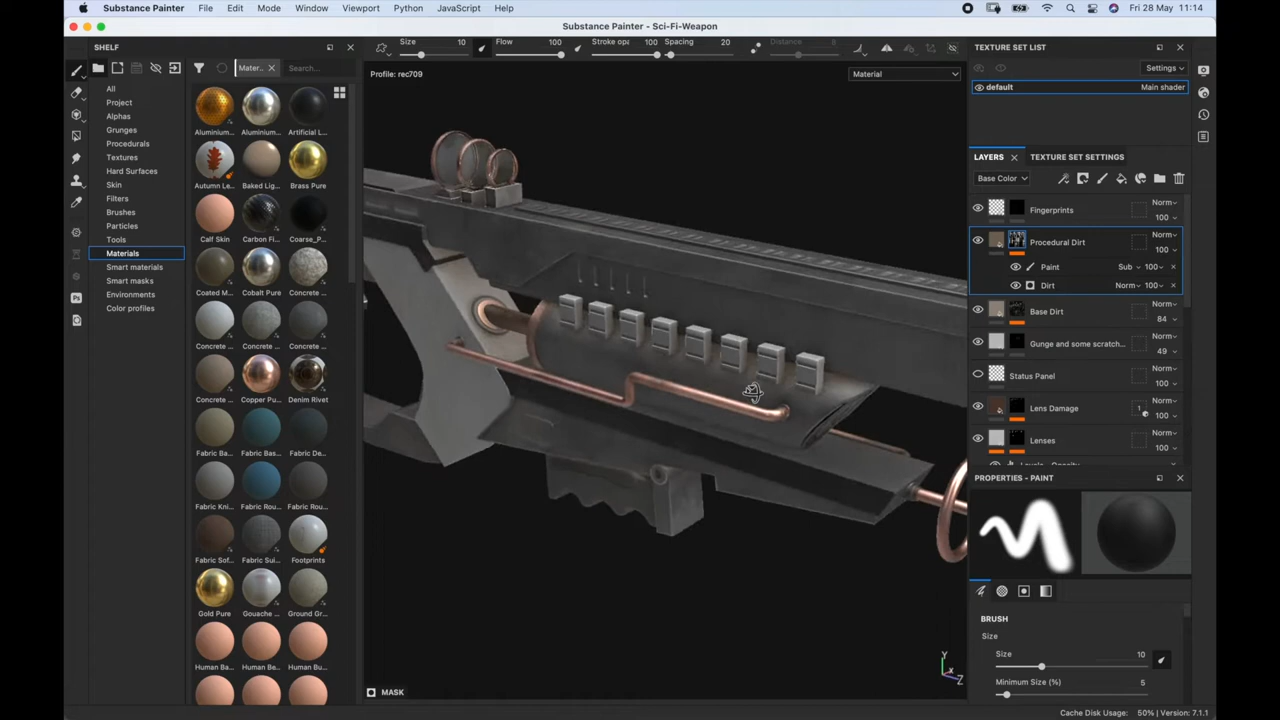 Substance Painter File Edit Mode Window Viewport Python JavaScript Help Fri 28 May 11:14
Substance Painter - Sci-Fi-Weapon
SHELF
Size 10 Flow 100 Stroke opa 100 Spacing 20 Distance 8
Mater... Search...
All
Project
Alphas
Grunges
Procedurals
Textures
Hard Surfaces
Skin
Filters
Brushes
Particles
Tools
Materials
Smart materials
Smart masks
Environments
Color profiles
Aluminium... Aluminium... Artificial L...
Autumn Le... Baked Lig... Brass Pure
Calf Skin Carbon Fi... Coarse_P...
Coated M... Cobalt Pure Concrete ...
Concrete ... Concrete ... Concrete ...
Concrete ... Copper Pu... Denim Rivet
Fabric Bas... Fabric Bas... Fabric De...
Fabric Kni... Fabric Rou... Fabric Rou...
Fabric Sof... Fabric Sui... Footprints
Gold Pure Gouache ... Ground Gr...
Human Ba... Human Be... Human Bu...
Profile: rec709
Material
Y
X
Z
MASK
TEXTURE SET LIST
Settings
default Main shader
LAYERS TEXTURE SET SETTINGS
Base Color
Fingerprints Norm 100
Procedural Dirt Norm 100
Paint Sub 100
Dirt Norm 100
Base Dirt Norm 84
Gunge and some scratch... Norm 49
Status Panel Norm 100
Lens Damage 1 Norm 100
Lenses Norm 100
Levels - Opacity
PROPERTIES - PAINT
BRUSH
Size
Size 10
Minimum Size (%) 5
Cache Disk Usage: 50% | Version: 7.1.1
Ps